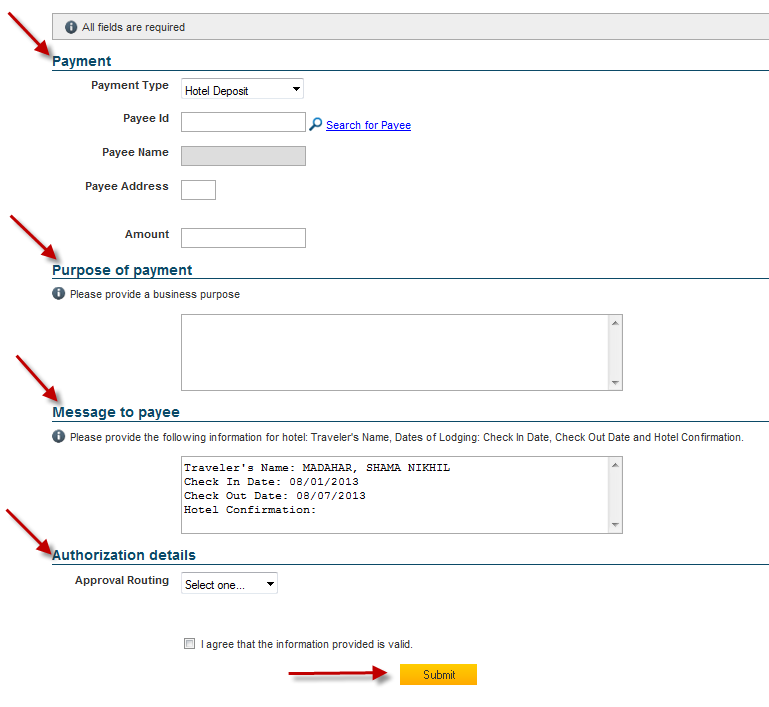 All fields are required
Payment
Payment Type Hotel Deposit
Payee Id Search for Payee
Payee Name
Payee Address
Amount
Purpose of payment
Please provide a business purpose
Message to payee
Please provide the following information for hotel: Traveler's Name, Dates of Lodging: Check In Date, Check Out Date and Hotel Confirmation.
Traveler's Name: MADAHAR, SHAMA NIKHIL
Check In Date: 08/01/2013
Check Out Date: 08/07/2013
Hotel Confirmation:
Authorization details
Approval Routing Select one...
I agree that the information provided is valid.
Submit